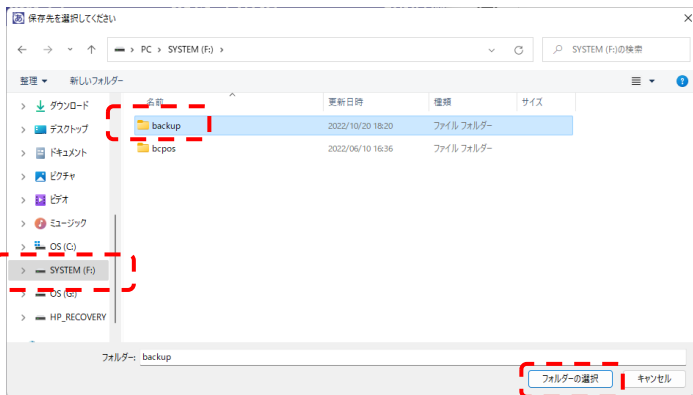 保存先を選択してください
PC > SYSTEM (F:) >
SYSTEM (F:)の検索
整理 新しいフォルダー
名前 更新日時 種類 サイズ
ダウンロード
デスクトップ
ドキュメント
ピクチャ
ビデオ
ミュージック
OS (C:)
SYSTEM (F:)
OS (G:)
HP_RECOVERY
backup 2022/10/20 18:20 ファイル フォルダー
bcpos 2022/06/10 16:36 ファイル フォルダー
フォルダー: backup
フォルダーの選択 キャンセル